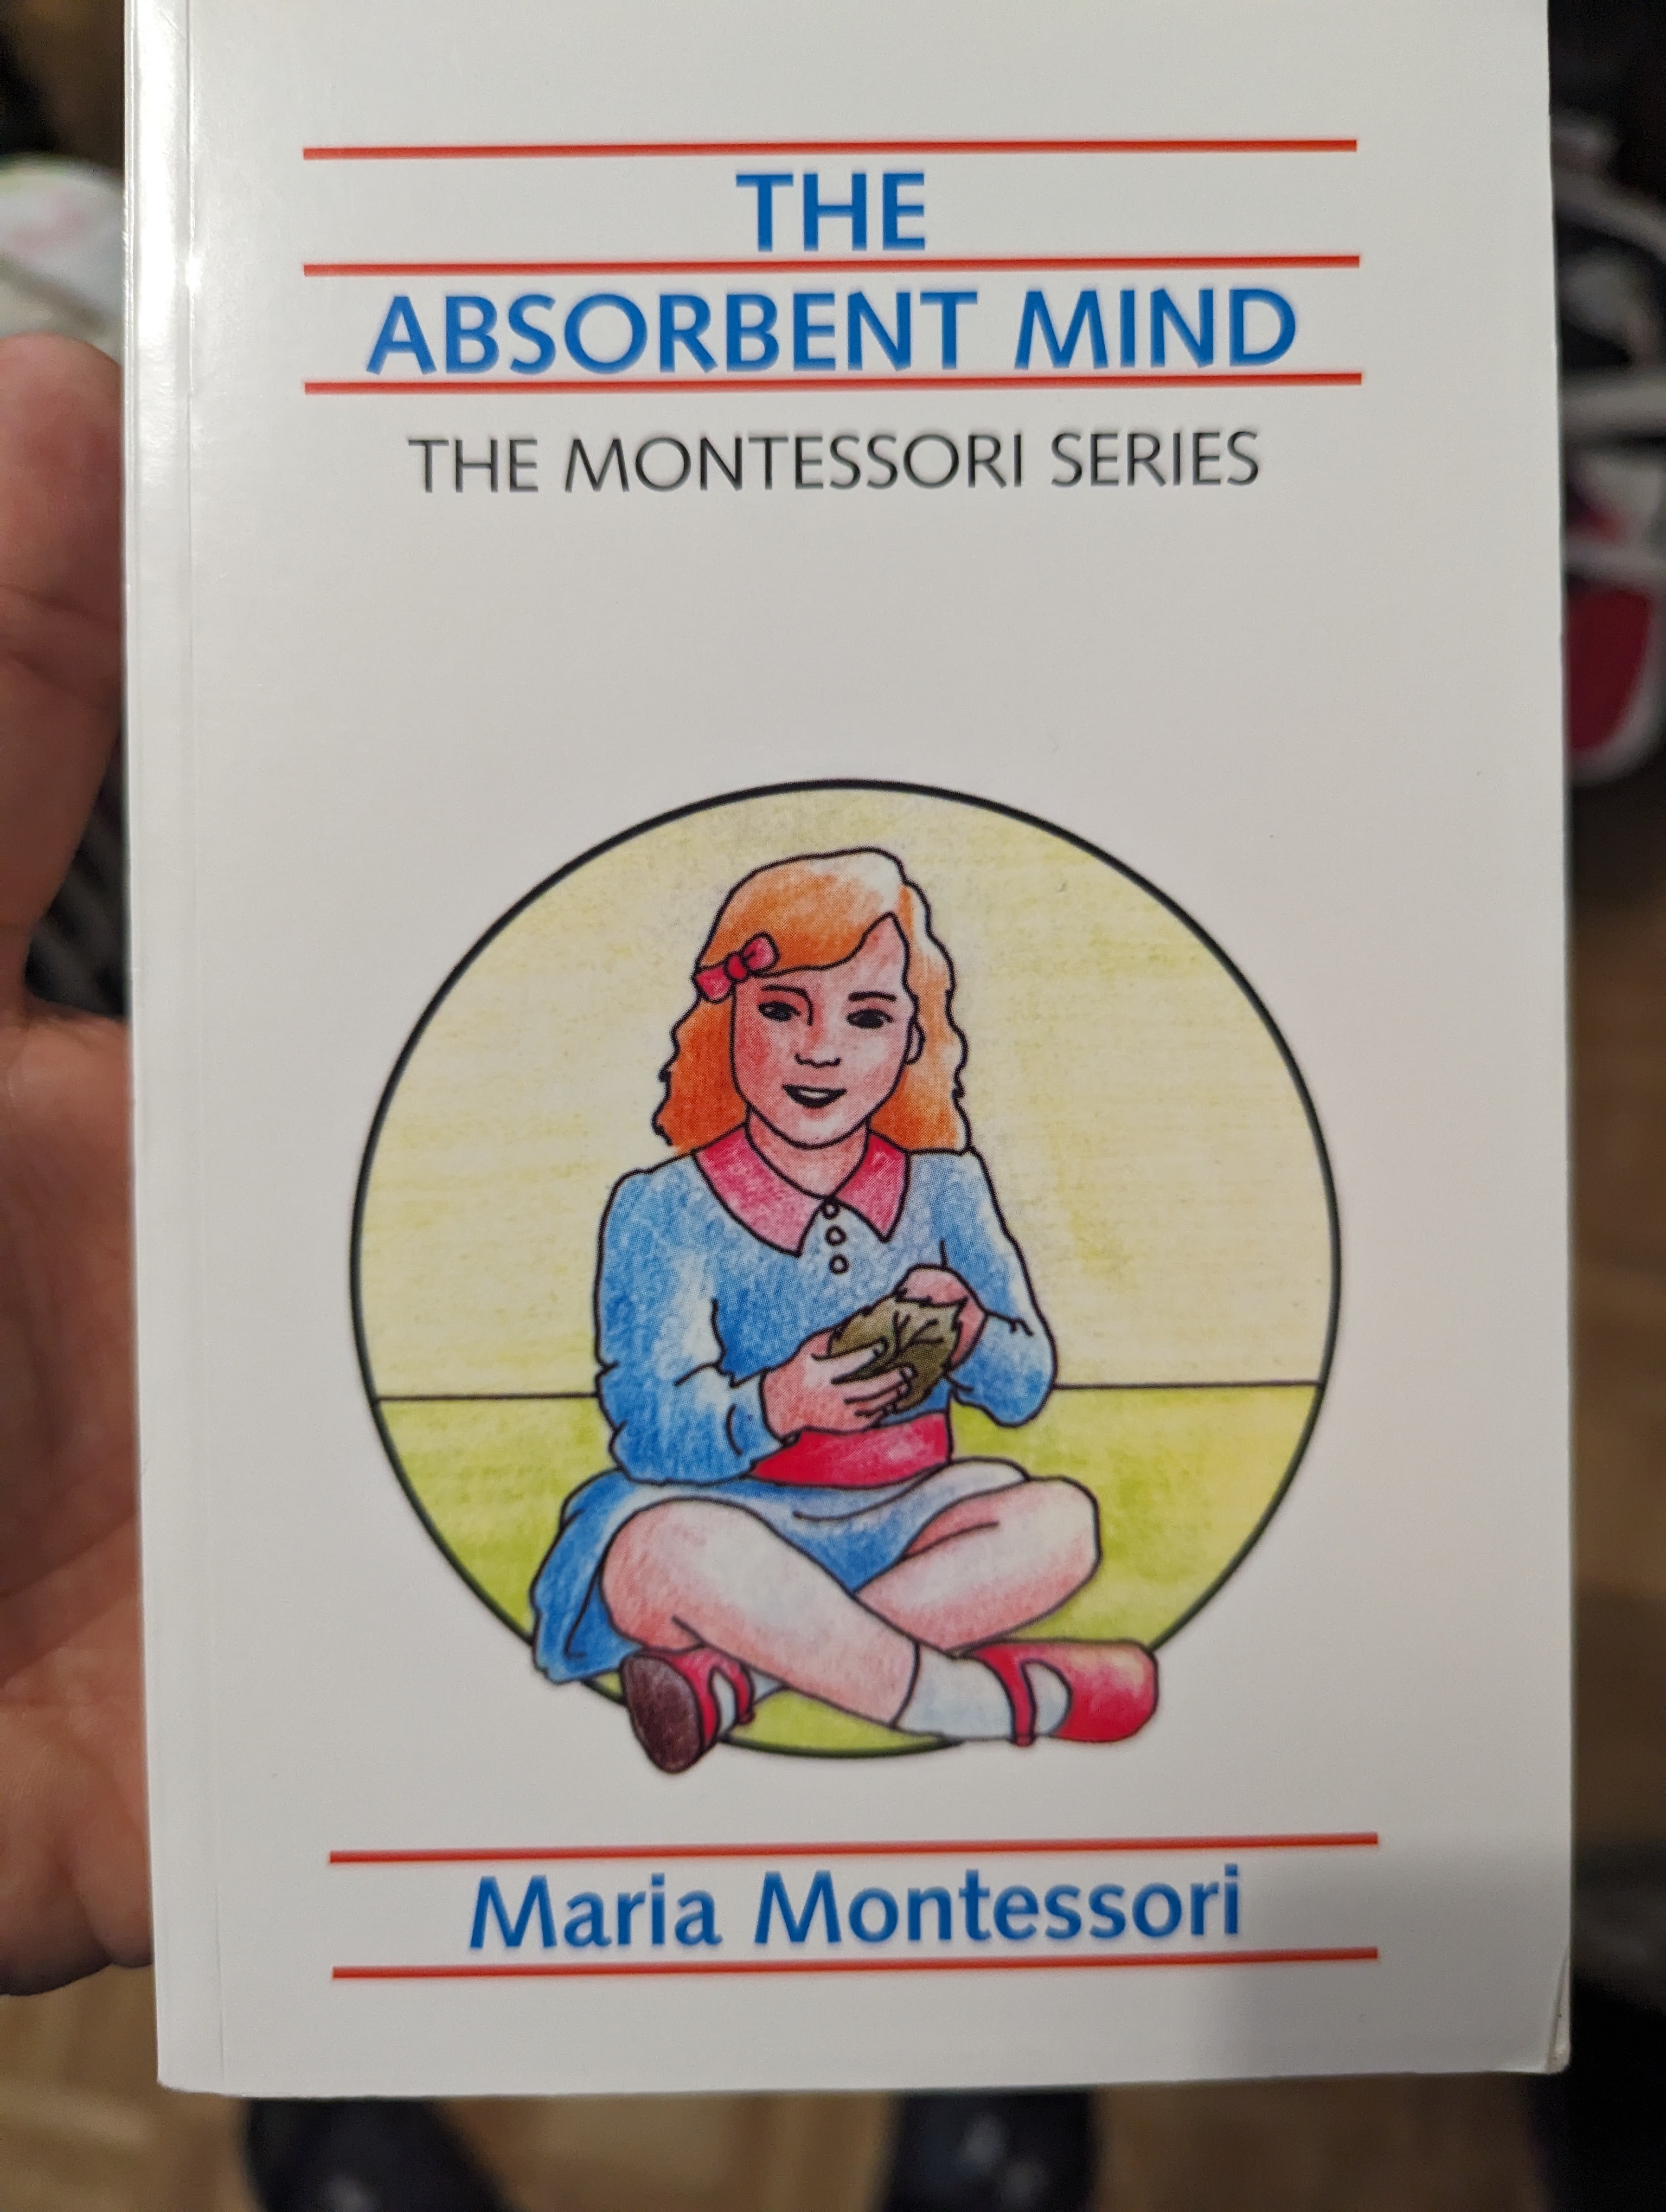 THE
ABSORBENT MIND
THE MONTESSORI SERIES
Maria Montessori